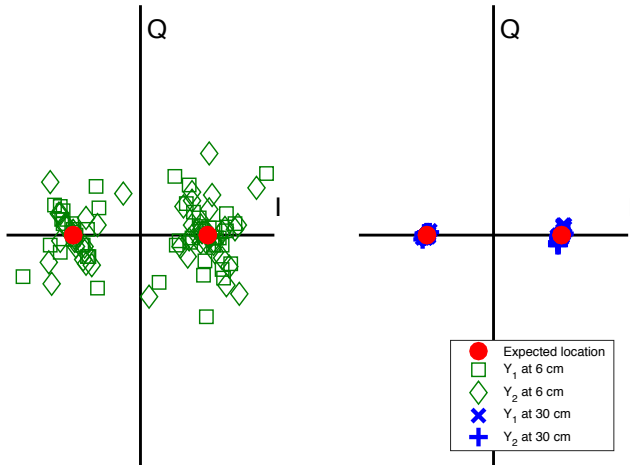 Q
I
Q
Expected location
Y1 at 6 cm
Y2 at 6 cm
Y1 at 30 cm
Y2 at 30 cm